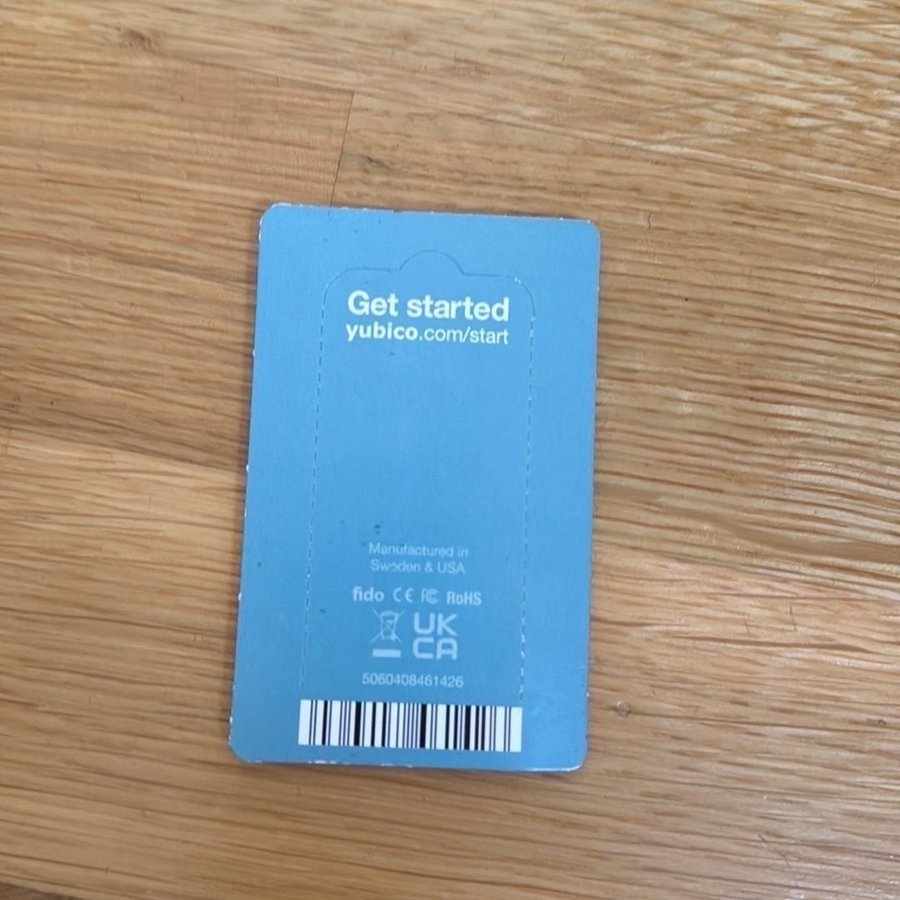 Get started
yubico.com/start
Manufactured in
Sweden & USA
fido CE FC RoHS
UK
CA
5060408461426